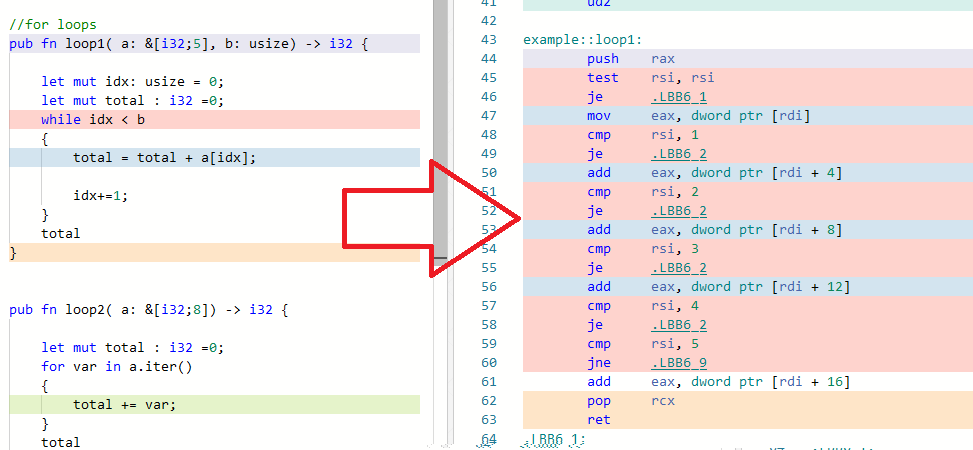 //for loops
pub fn loop1( a: &[i32;5], b: usize) -> i32 {
let mut idx: usize = 0;
let mut total : i32 =0;
while idx < b
{
total = total + a[idx];
idx+=1;
}
total
}
pub fn loop2( a: &[i32;8]) -> i32 {
let mut total : i32 =0;
for var in a.iter()
{
total += var;
}
total
41 ud2
42
43 example::loop1:
44 push rax
45 test rsi, rsi
46 je .LBB6_1
47 mov eax, dword ptr [rdi]
48 cmp rsi, 1
49 je .LBB6_2
50 add eax, dword ptr [rdi + 4]
51 cmp rsi, 2
52 je .LBB6_2
53 add eax, dword ptr [rdi + 8]
54 cmp rsi, 3
55 je .LBB6_2
56 add eax, dword ptr [rdi + 12]
57 cmp rsi, 4
58 je .LBB6_2
59 cmp rsi, 5
60 jne .LBB6_9
61 add eax, dword ptr [rdi + 16]
62 pop rcx
63 ret
64 .LBB6_1: